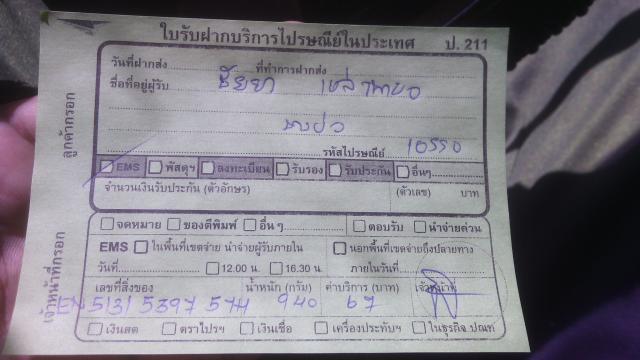 ใบรับฝากบริการไปรษณีย์ในประเทศ ป. 211
ลูกค้ากรอก
วันที่ฝากส่ง ที่ทำการฝากส่ง
ชื่อที่อยู่ผู้รับ ชัยยา
รหัสไปรษณีย์ 10550
EMS พัสดุฯ ลงทะเบียน รับรอง รับประกัน อื่นๆ
จำนวนเงินรับประกัน (ตัวอักษร) (ตัวเลข) บาท
เจ้าหน้าที่กรอก
จดหมาย ของตีพิมพ์ อื่น ๆ ตอบรับ นำจ่ายด่วน
EMS ในพื้นที่เขตจ่าย นำจ่ายผู้รับภายใน นอกพื้นที่เขตจ่ายถึงปลายทาง
วันที่ 12.00 น. 16.30 น. ภายในวันที่
เลขที่สิ่งของ น้ำหนัก (กรัม) ค่าบริการ (บาท) เจ้าหน้าที่
EN 5131 5397 5TH 940 67
เงินสด ตราไปรฯ เงินเชื่อ เครื่องประทับฯ ในธุรกิจ ปณท